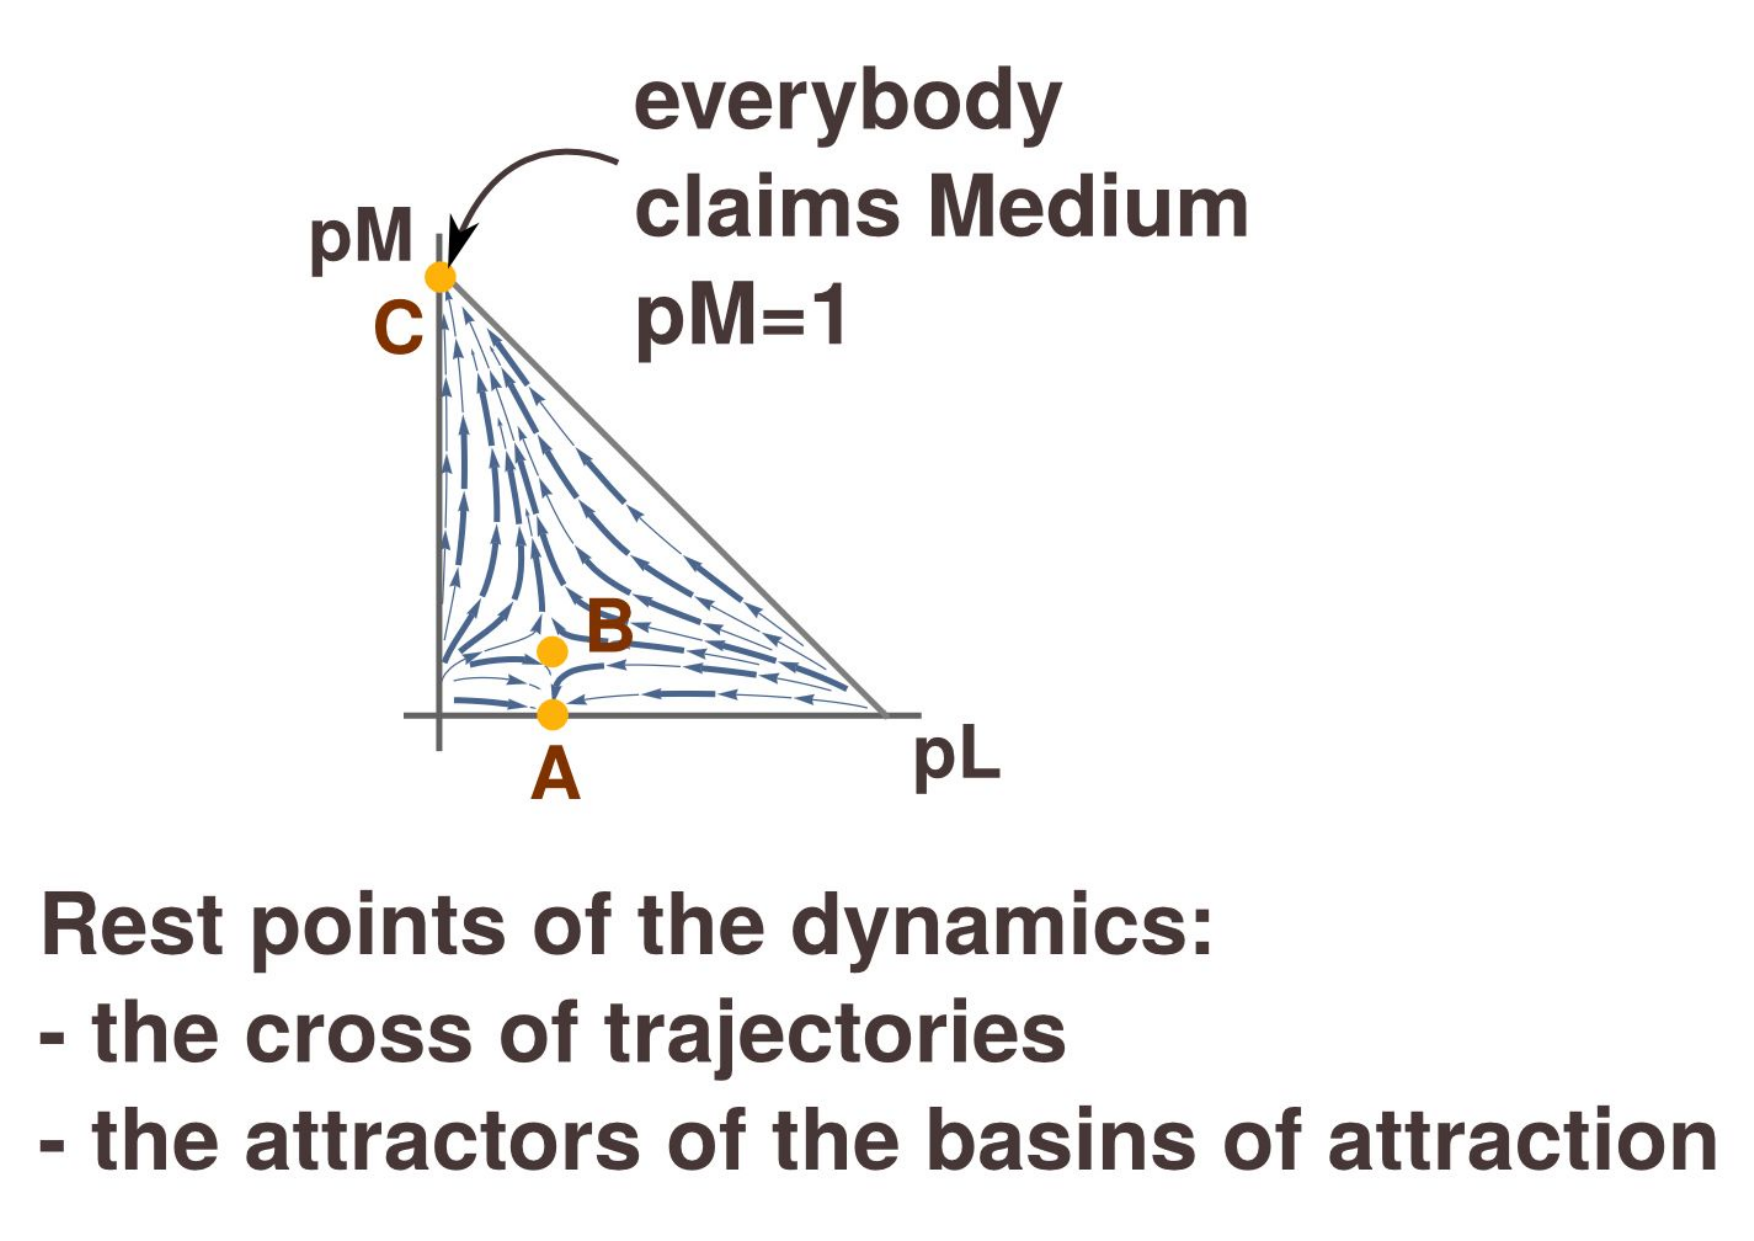 everybody
claims Medium
pM=1
pM
C
B
A
pL
Rest points of the dynamics:
- the cross of trajectories
- the attractors of the basins of attraction